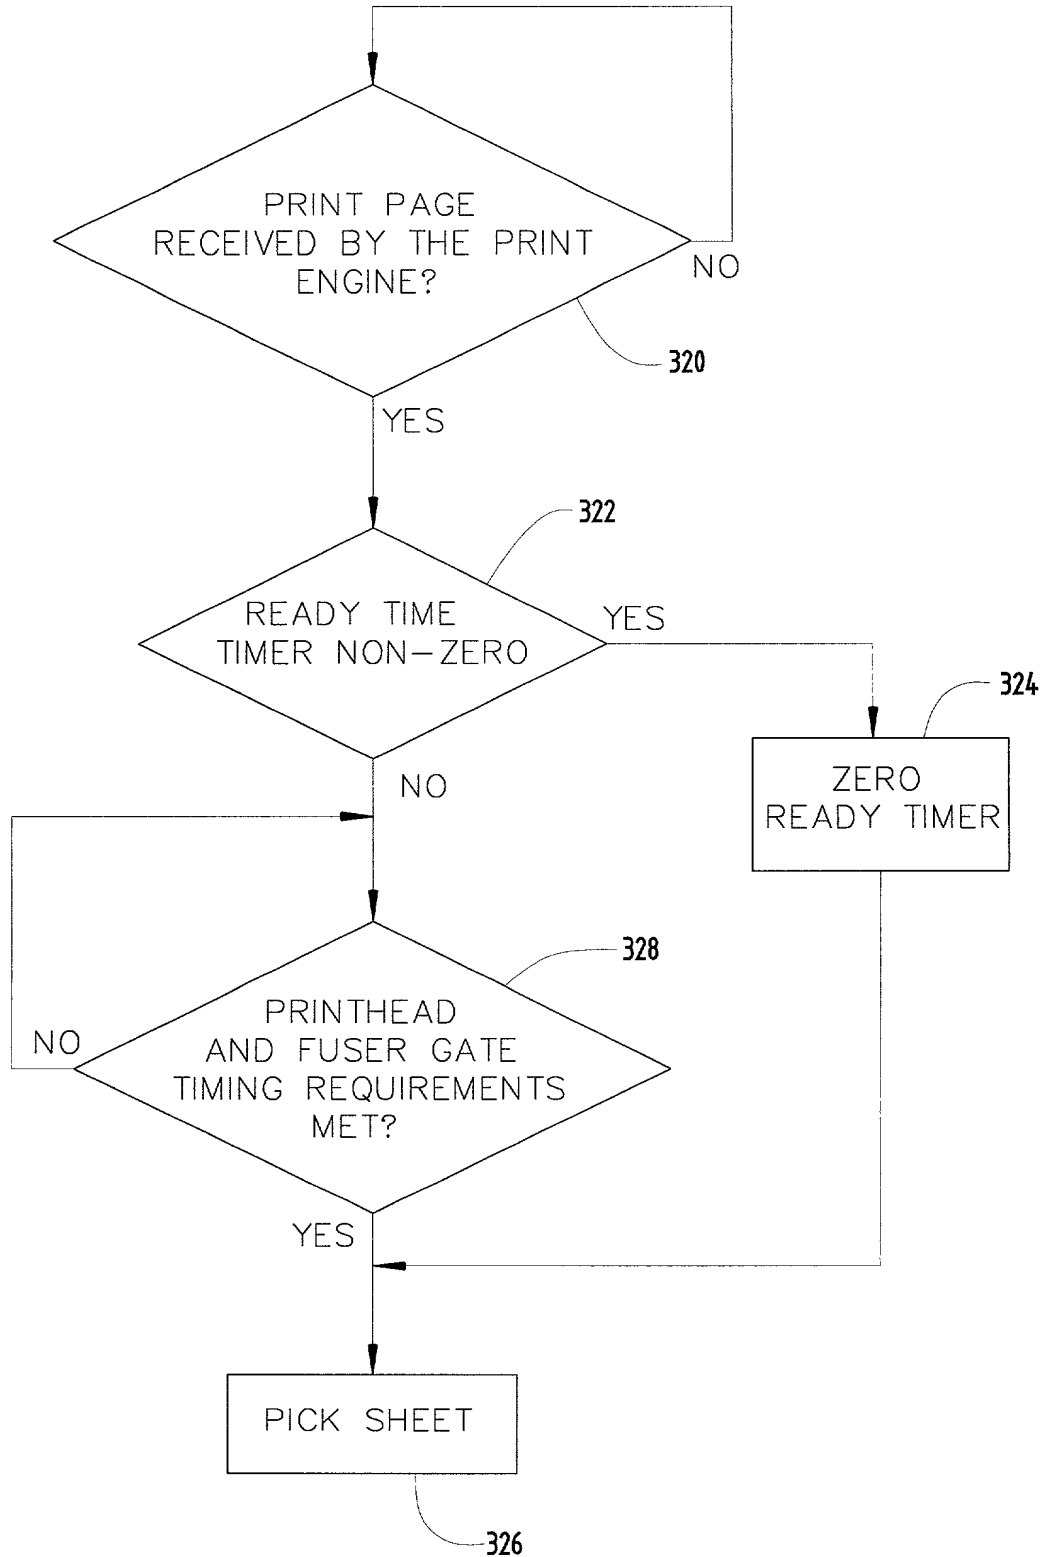 PRINT PAGE
RECEIVED BY THE PRINT
ENGINE?
NO
320
YES
322
READY TIME
TIMER NON-ZERO
YES
324
ZERO
READY TIMER
NO
328
PRINTHEAD
AND FUSER GATE
TIMING REQUIREMENTS
MET?
NO
YES
PICK SHEET
326